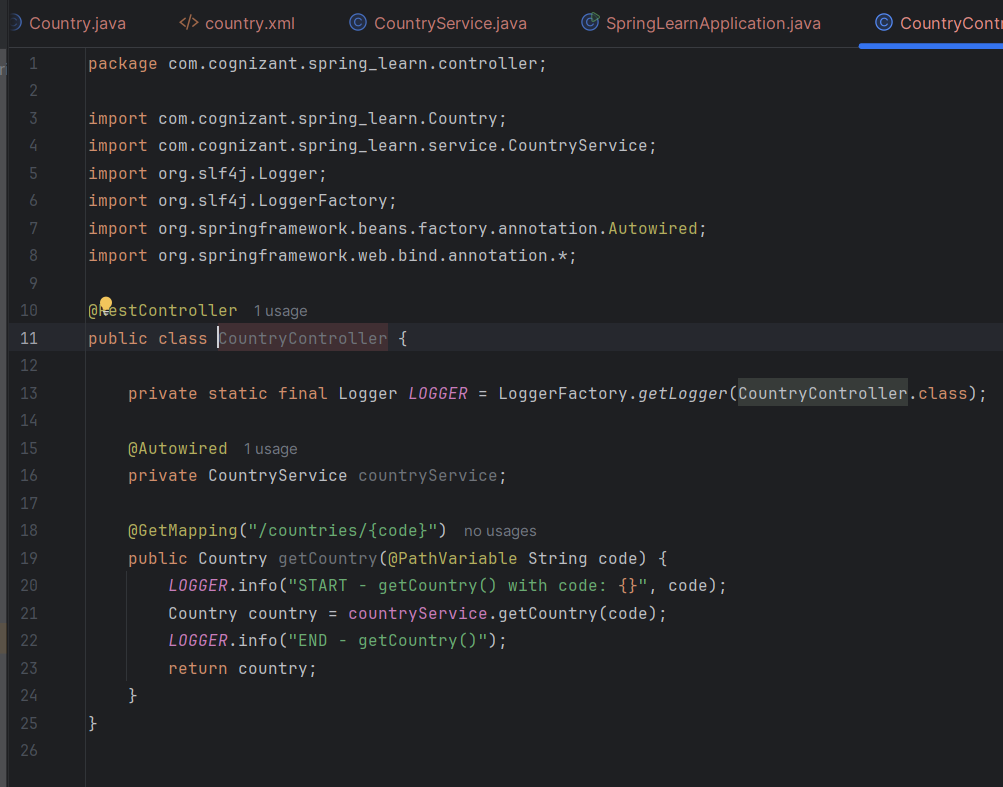 Country.java </> country.xml CountryService.java SpringLearnApplication.java CountryContr
1 package com.cognizant.spring_learn.controller;
2
3 import com.cognizant.spring_learn.Country;
4 import com.cognizant.spring_learn.service.CountryService;
5 import org.slf4j.Logger;
6 import org.slf4j.LoggerFactory;
7 import org.springframework.beans.factory.annotation.Autowired;
8 import org.springframework.web.bind.annotation.*;
9
10 @RestController 1 usage
11 public class CountryController {
12
13 private static final Logger LOGGER = LoggerFactory.getLogger(CountryController.class);
14
15 @Autowired 1 usage
16 private CountryService countryService;
17
18 @GetMapping("/countries/{code}") no usages
19 public Country getCountry(@PathVariable String code) {
20 LOGGER.info("START - getCountry() with code: {}", code);
21 Country country = countryService.getCountry(code);
22 LOGGER.info("END - getCountry()");
23 return country;
24 }
25 }
26